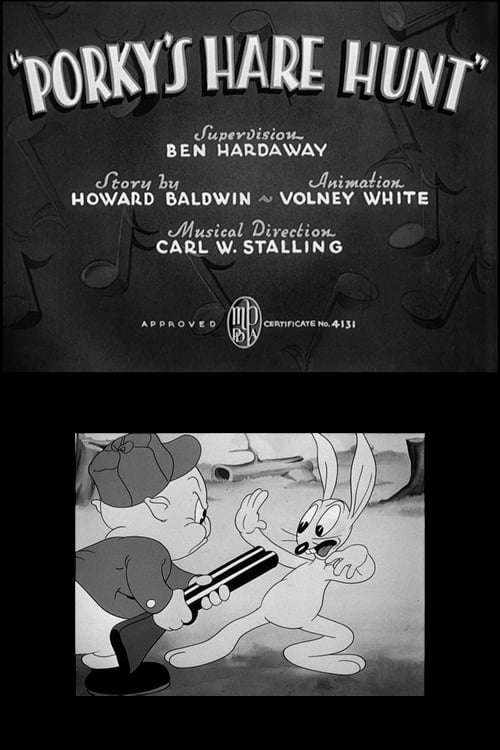 "PORKY'S HARE HUNT"
Supervision
BEN HARDAWAY
Story by Animation
HOWARD BALDWIN ~ VOLNEY WHITE
Musical Direction
CARL W. STALLING
APPROVED MPPDA CERTIFICATE No. 4131